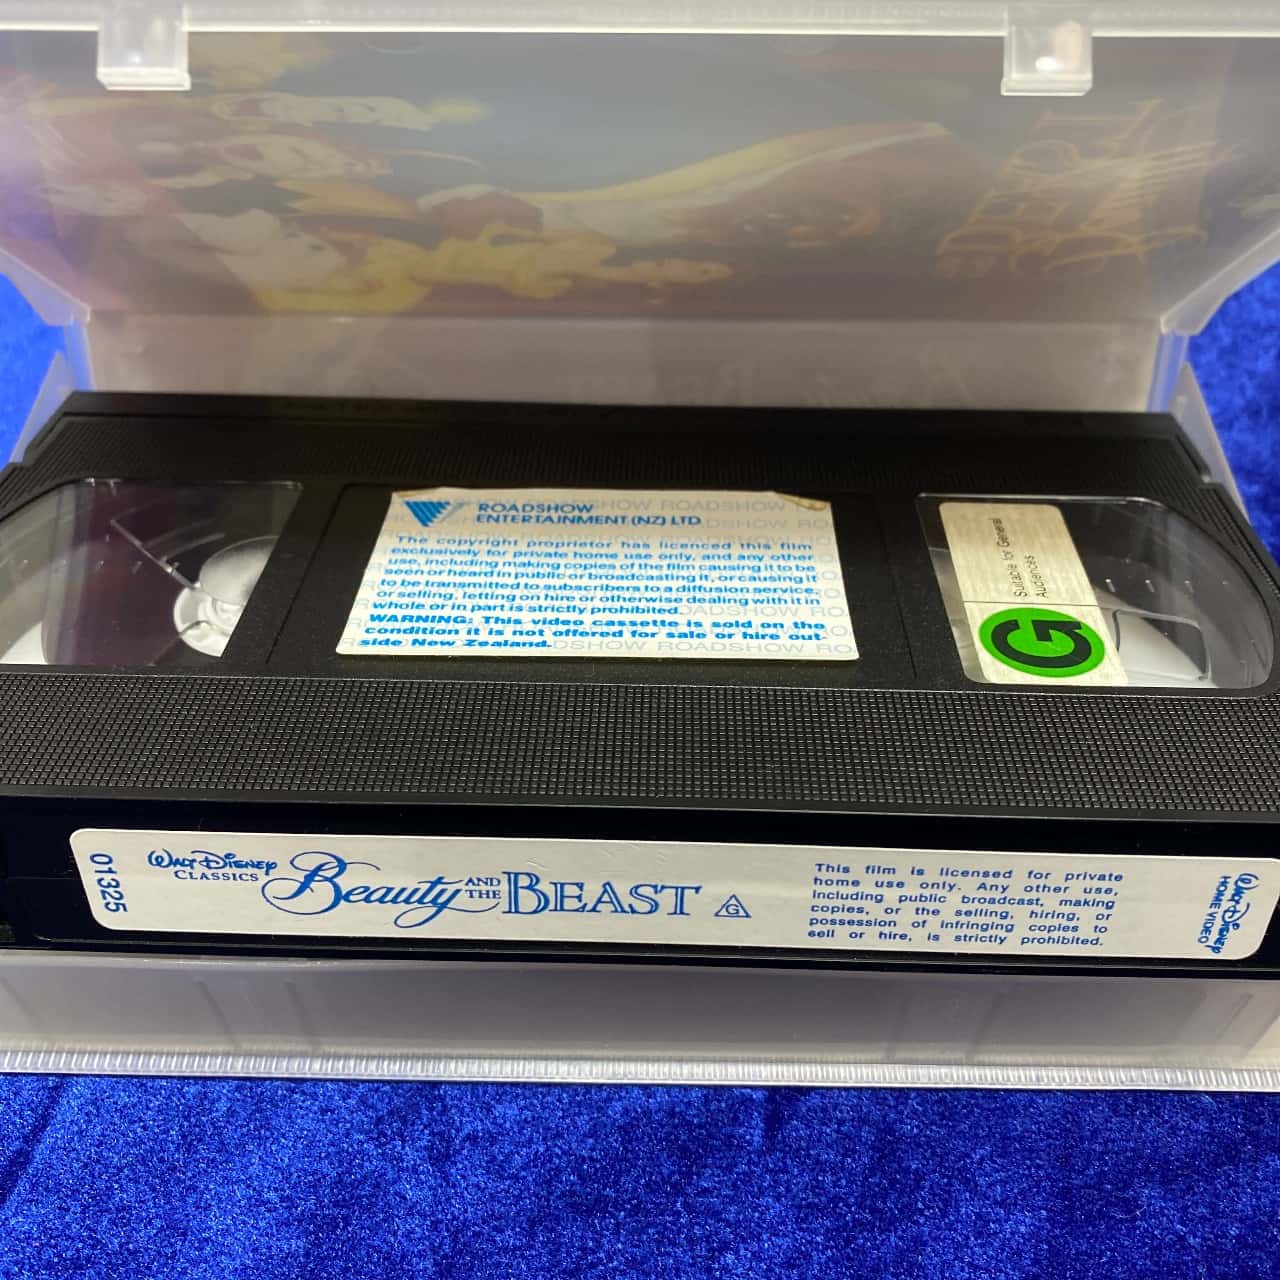 ROADSHOW
ENTERTAINMENT (NZ) LTD
The copyright proprietor has licenced this film
exclusively for private home use only, and any other
use, including making copies of the film causing it to be
seen or heard in public or broadcasting it, or causing it
to be transmitted to subscribers to a diffusion service,
or selling, letting on hire or otherwise dealing with it in
whole or in part is strictly prohibited.
WARNING: This video cassette is sold on the
condition it is not offered for sale or hire out-
side New Zealand.
Suitable for General
Audiences
G
01325
WALT DISNEY
CLASSICS
Beauty AND THE BEAST
G
This film is licensed for private
home use only. Any other use,
including public broadcast, making
copies, or the selling, hiring, or
possession of infringing copies to
sell or hire, is strictly prohibited.
WALT DISNEY
HOME VIDEO